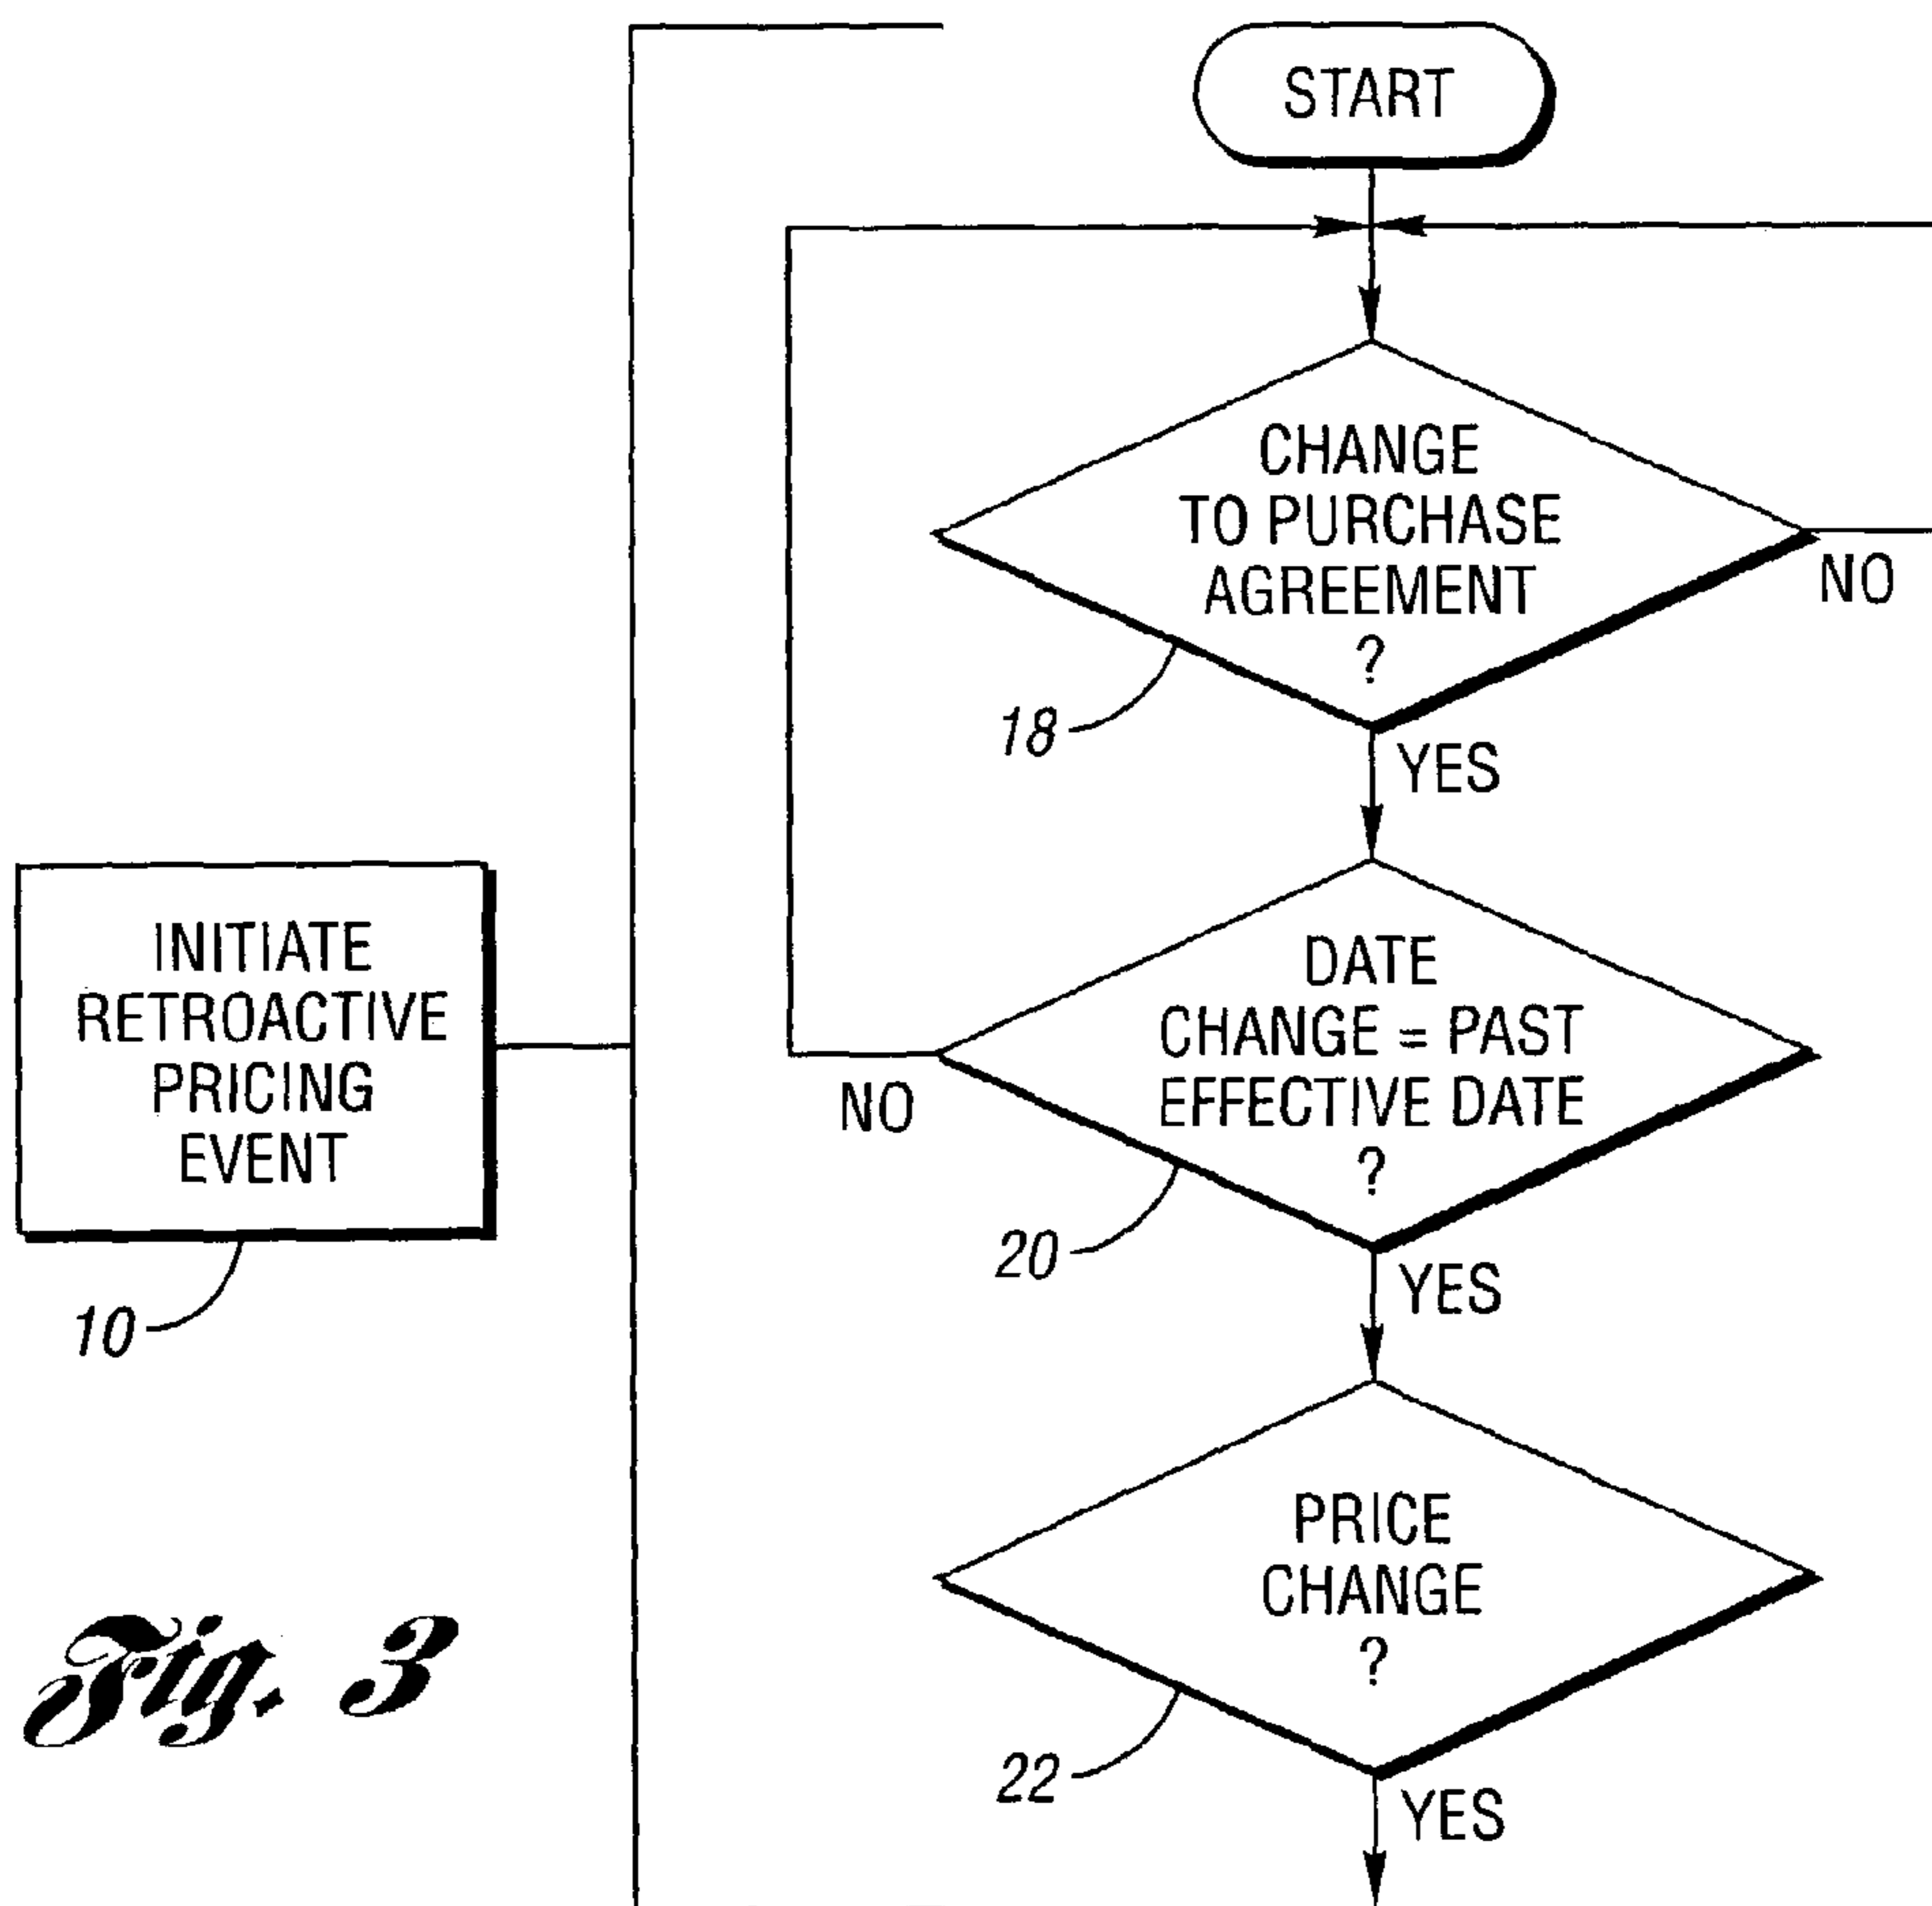 START
CHANGE
TO PURCHASE
AGREEMENT
?
NO
18
YES
INITIATE
RETROACTIVE
PRICING
EVENT
10
DATE
CHANGE = PAST
EFFECTIVE DATE
?
NO
20
YES
PRICE
CHANGE
?
22
YES
Fig. 3